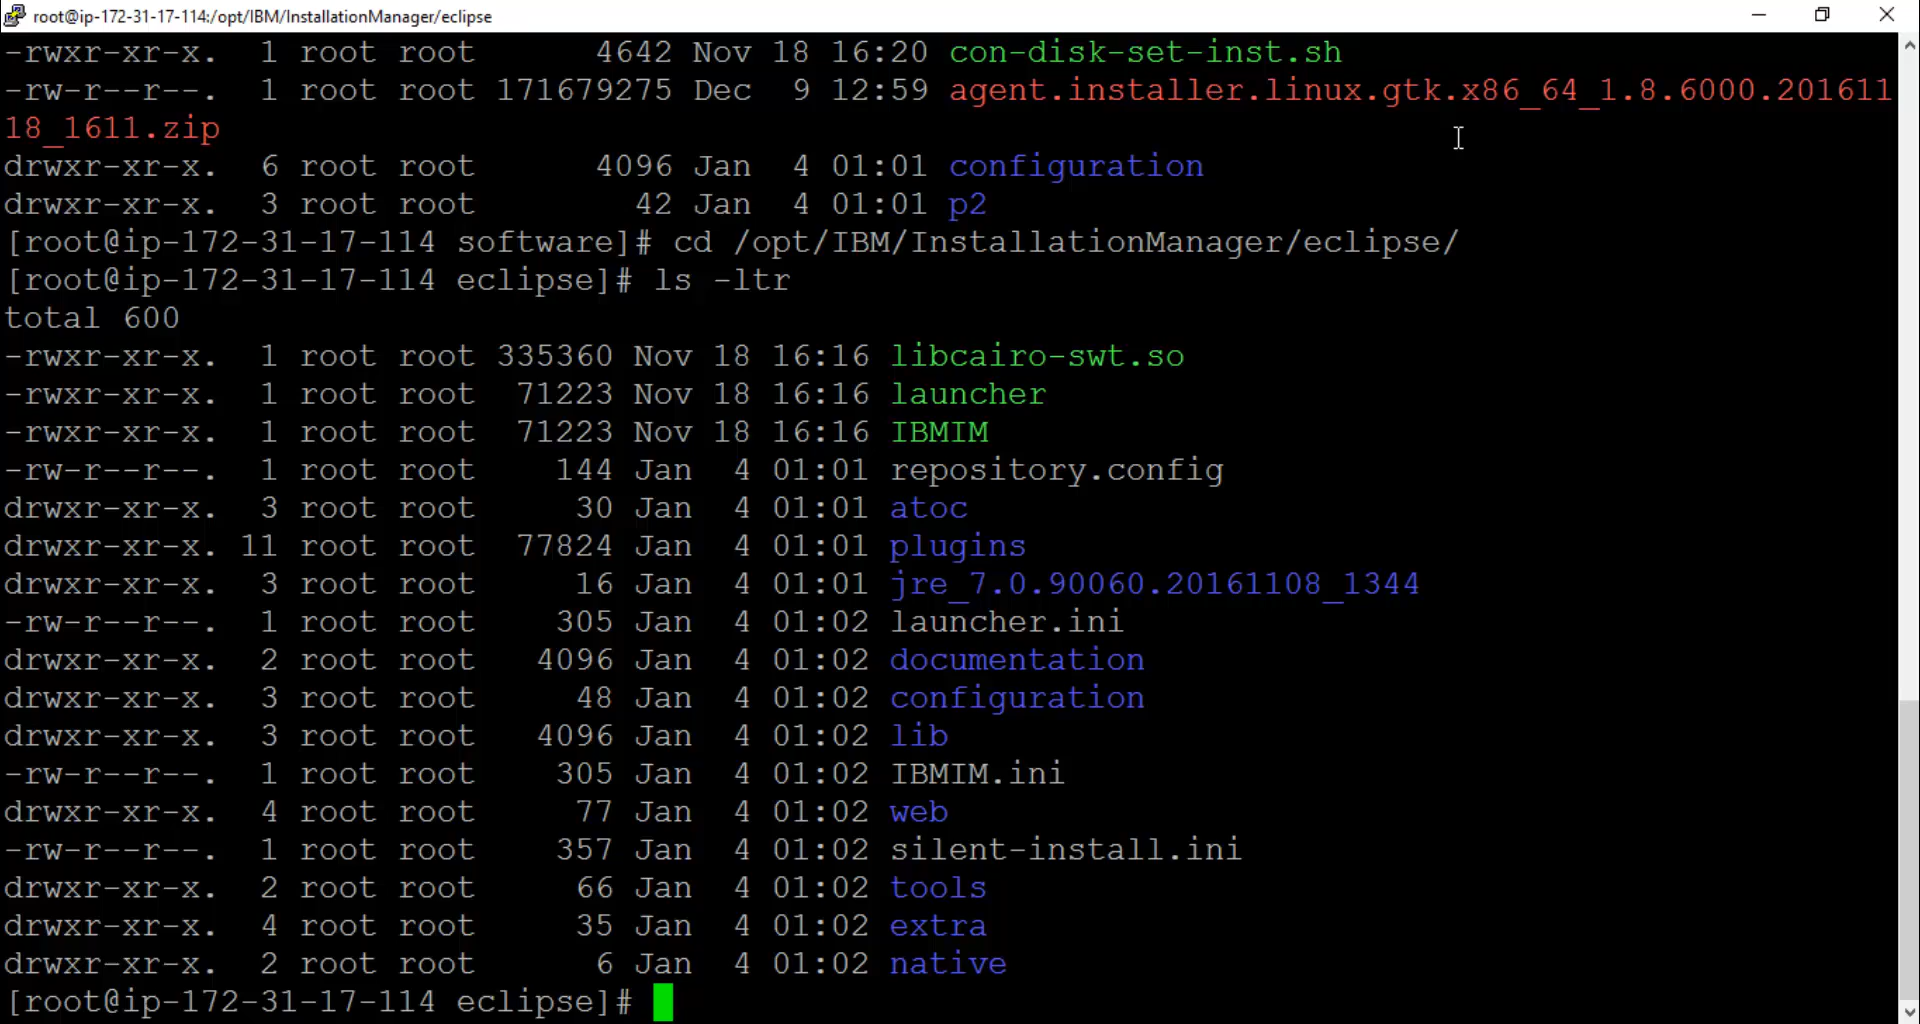 root@ip-172-31-17-114:/opt/IBM/InstallationManager/eclipse
-rwxr-xr-x. 1 root root 4642 Nov 18 16:20 con-disk-set-inst.sh
-rw-r--r--. 1 root root 171679275 Dec 9 12:59 agent.installer.linux.gtk.x86_64_1.8.6000.201611
18_1611.zip
drwxr-xr-x. 6 root root 4096 Jan 4 01:01 configuration
drwxr-xr-x. 3 root root 42 Jan 4 01:01 p2
[root@ip-172-31-17-114 software]# cd /opt/IBM/InstallationManager/eclipse/
[root@ip-172-31-17-114 eclipse]# ls -ltr
total 600
-rwxr-xr-x. 1 root root 335360 Nov 18 16:16 libcairo-swt.so
-rwxr-xr-x. 1 root root 71223 Nov 18 16:16 launcher
-rwxr-xr-x. 1 root root 71223 Nov 18 16:16 IBMIM
-rw-r--r--. 1 root root 144 Jan 4 01:01 repository.config
drwxr-xr-x. 3 root root 30 Jan 4 01:01 atoc
drwxr-xr-x. 11 root root 77824 Jan 4 01:01 plugins
drwxr-xr-x. 3 root root 16 Jan 4 01:01 jre_7.0.90060.20161108_1344
-rw-r--r--. 1 root root 305 Jan 4 01:02 launcher.ini
drwxr-xr-x. 2 root root 4096 Jan 4 01:02 documentation
drwxr-xr-x. 3 root root 48 Jan 4 01:02 configuration
drwxr-xr-x. 3 root root 4096 Jan 4 01:02 lib
-rw-r--r--. 1 root root 305 Jan 4 01:02 IBMIM.ini
drwxr-xr-x. 4 root root 77 Jan 4 01:02 web
-rw-r--r--. 1 root root 357 Jan 4 01:02 silent-install.ini
drwxr-xr-x. 2 root root 66 Jan 4 01:02 tools
drwxr-xr-x. 4 root root 35 Jan 4 01:02 extra
drwxr-xr-x. 2 root root 6 Jan 4 01:02 native
[root@ip-172-31-17-114 eclipse]#